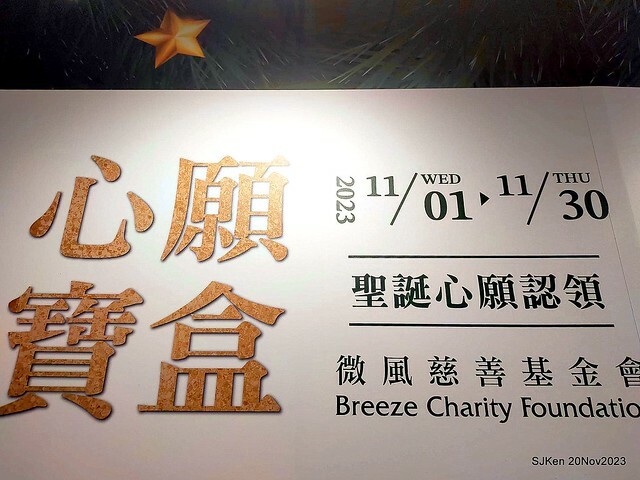 心願
寶盒
2023 11/01 WED ▸ 11/30 THU
聖誕心願認領
微風慈善基金會
Breeze Charity Foundatio
SJKen 20Nov2023